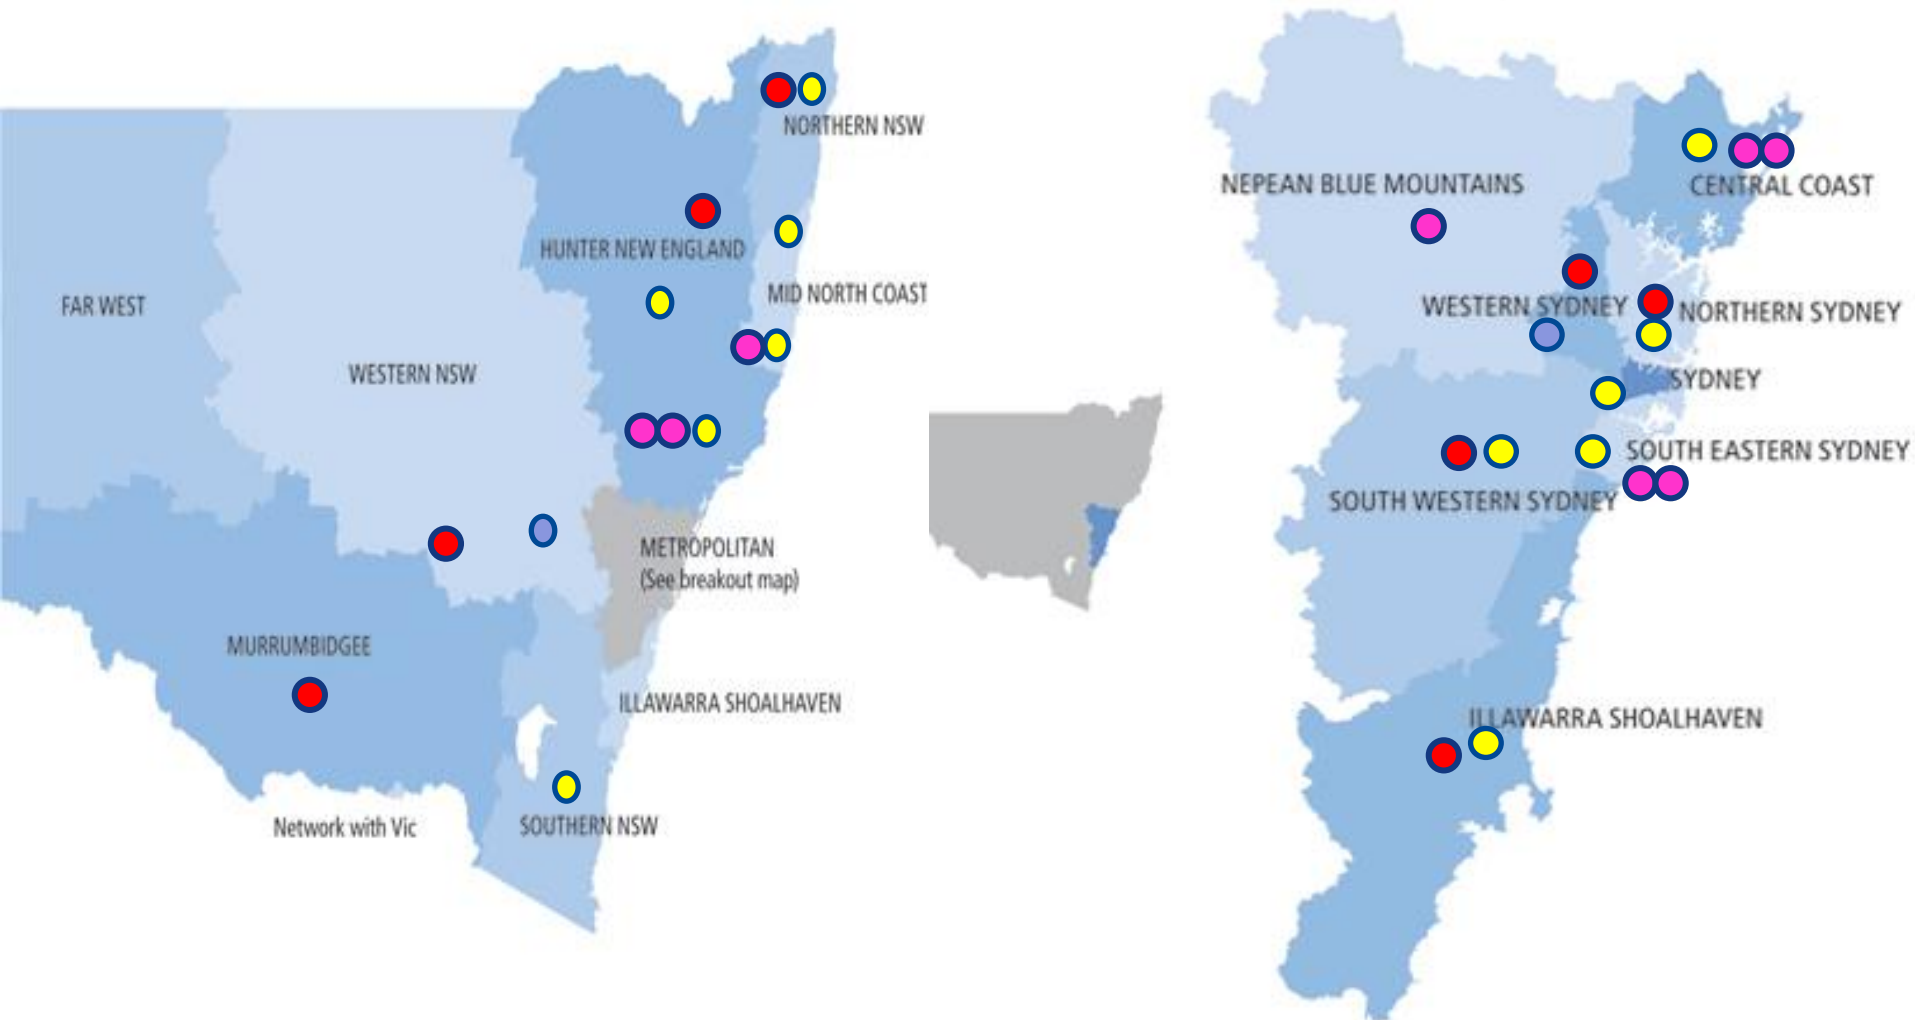 NORTHERN NSW
HUNTER NEW ENGLAND
MID NORTH COAST
FAR WEST
WESTERN NSW
METROPOLITAN
(See breakout map)
MURRUMBIDGEE
ILLAWARRA SHOALHAVEN
Network with Vic
SOUTHERN NSW
NEPEAN BLUE MOUNTAINS
CENTRAL COAST
WESTERN SYDNEY
NORTHERN SYDNEY
SYDNEY
SOUTH EASTERN SYDNEY
SOUTH WESTERN SYDNEY
ILLAWARRA SHOALHAVEN